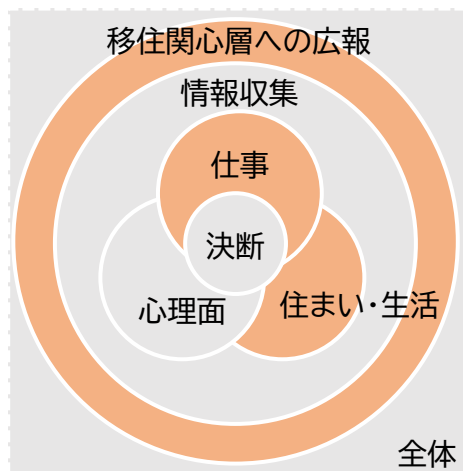 移住関心層への広報
情報収集
仕事
決断
心理面
住まい・生活
全体